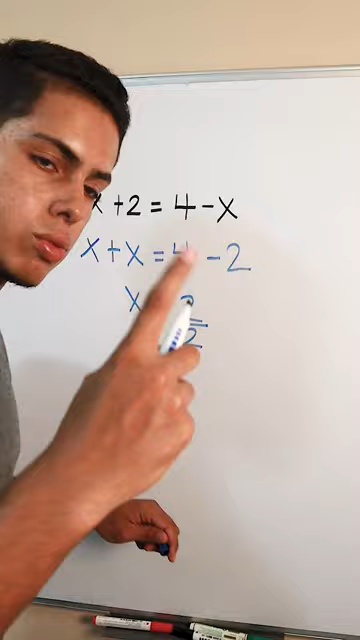 x + 2 = 4 - x
x + x = 4 - 2
x
2